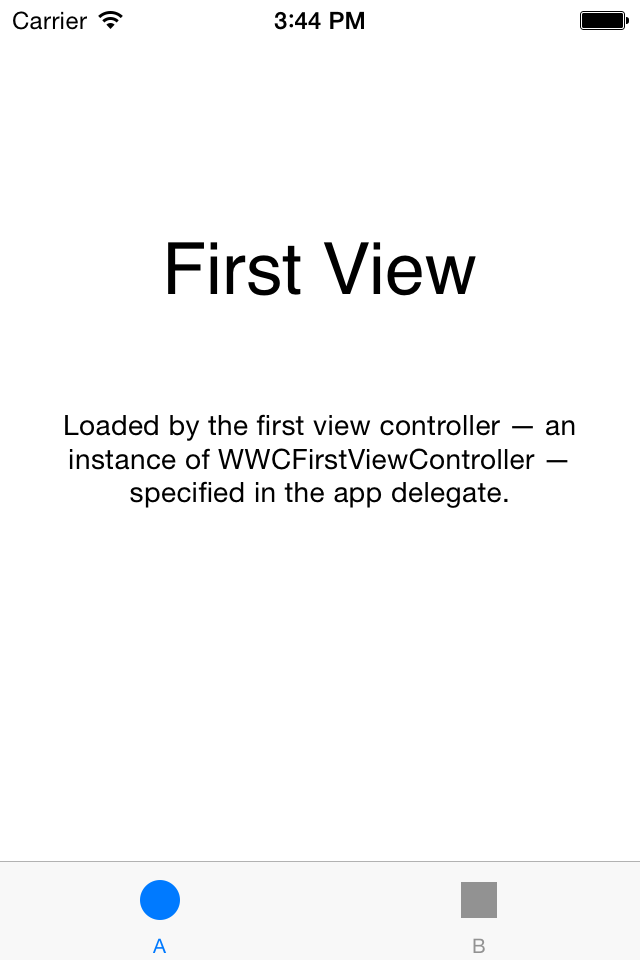 Carrier 3:44 PM
First View
Loaded by the first view controller — an
instance of WWCFirstViewController —
specified in the app delegate.
A B